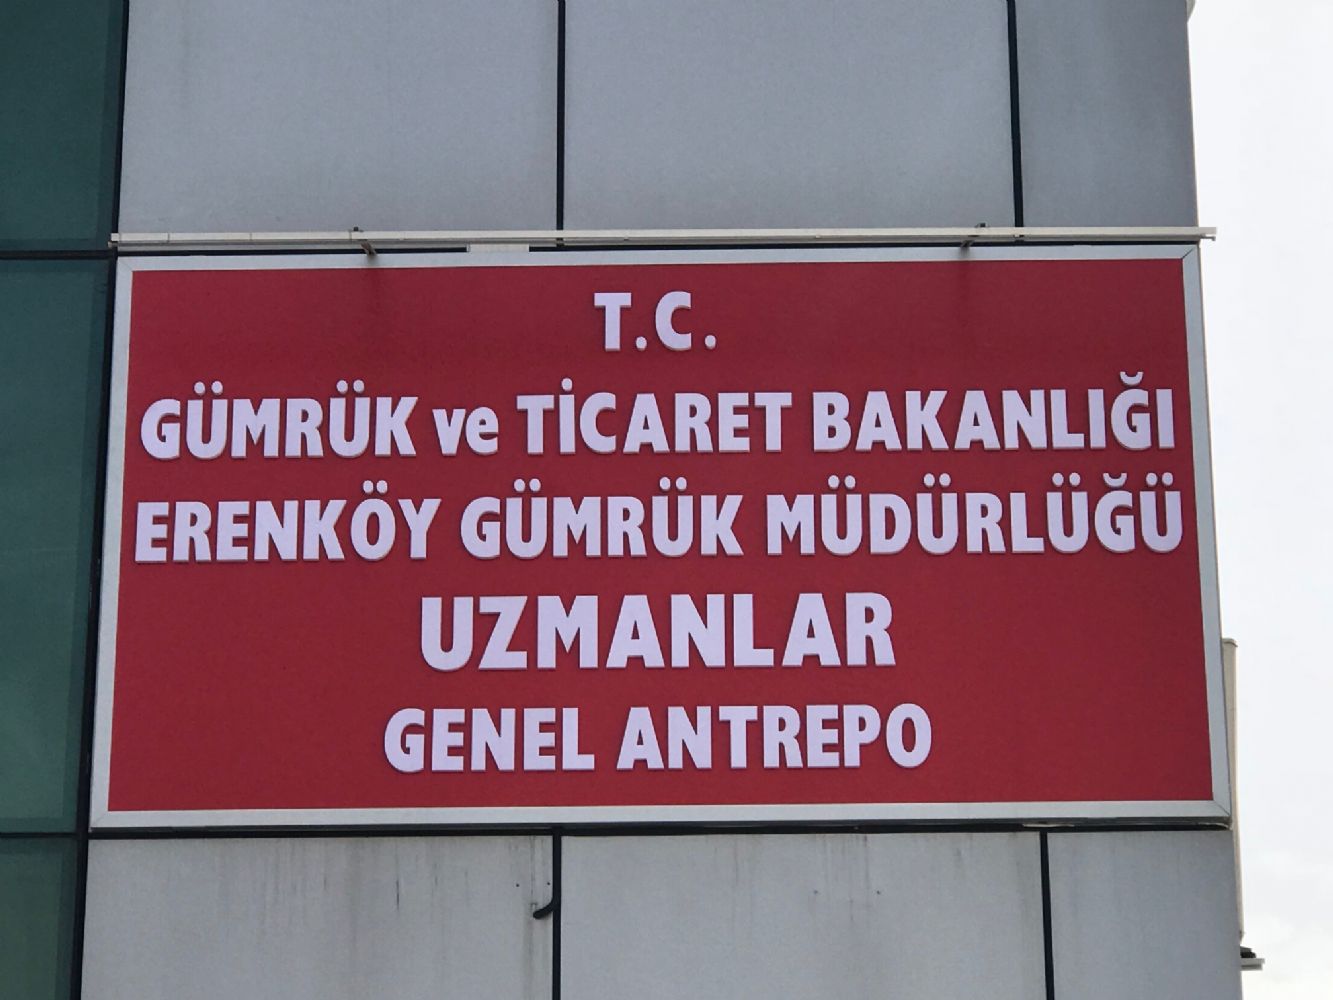 T.C.
GÜMRÜK ve TİCARET BAKANLIĞI
ERENKÖY GÜMRÜK MÜDÜRLÜĞÜ
UZMANLAR
GENEL ANTREPO